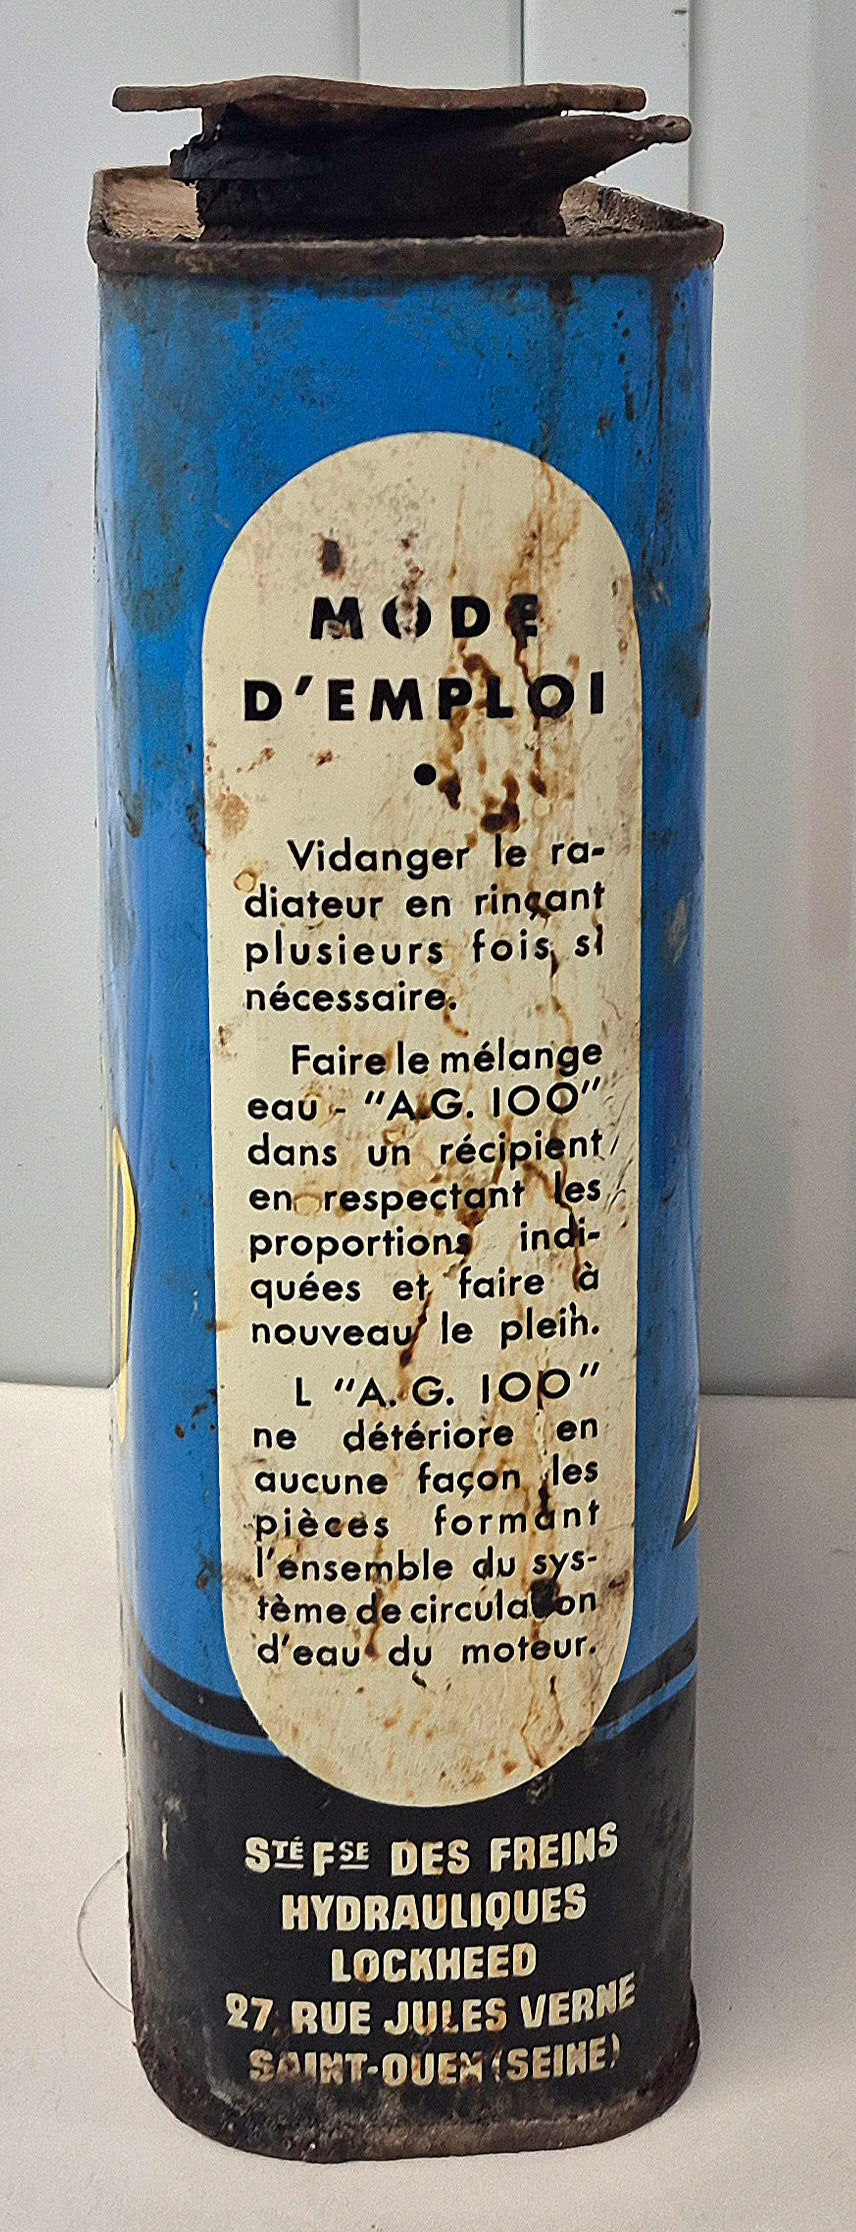 MODE
D'EMPLOI
•
Vidanger le ra-
diateur en rinçant
plusieurs fois, si
nécessaire.
Faire le mélange
eau - "A.G. 100"
dans un récipient
en respectant les
proportions indi-
quées et faire à
nouveau le plein.
L "A.G. 100"
ne détériore en
aucune façon les
pièces formant
l'ensemble du sys-
tème de circulation
d'eau du moteur.
STÉ FSE DES FREINS
HYDRAULIQUES
LOCKHEED
27, RUE JULES VERNE
SAINT-OUEN (SEINE)